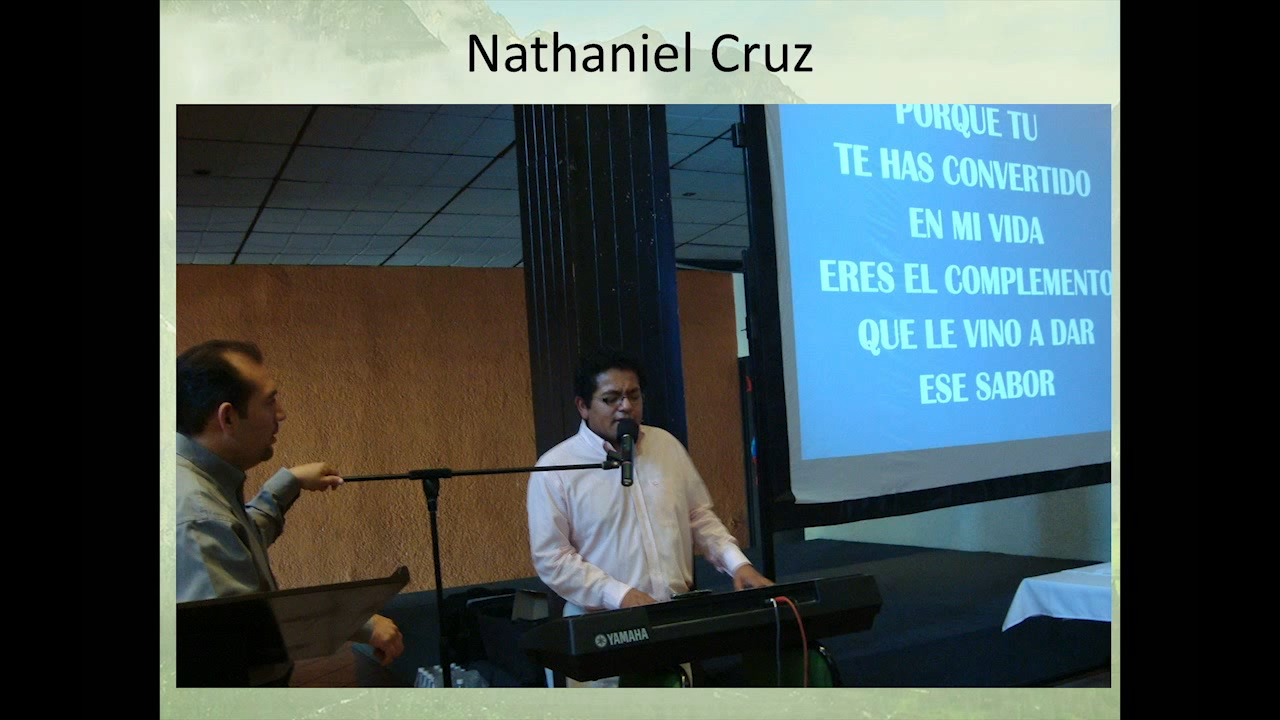 Nathaniel Cruz
PORQUE TU
TE HAS CONVERTIDO
EN MI VIDA
ERES EL COMPLEMENTO
QUE LE VINO A DAR
ESE SABOR
YAMAHA